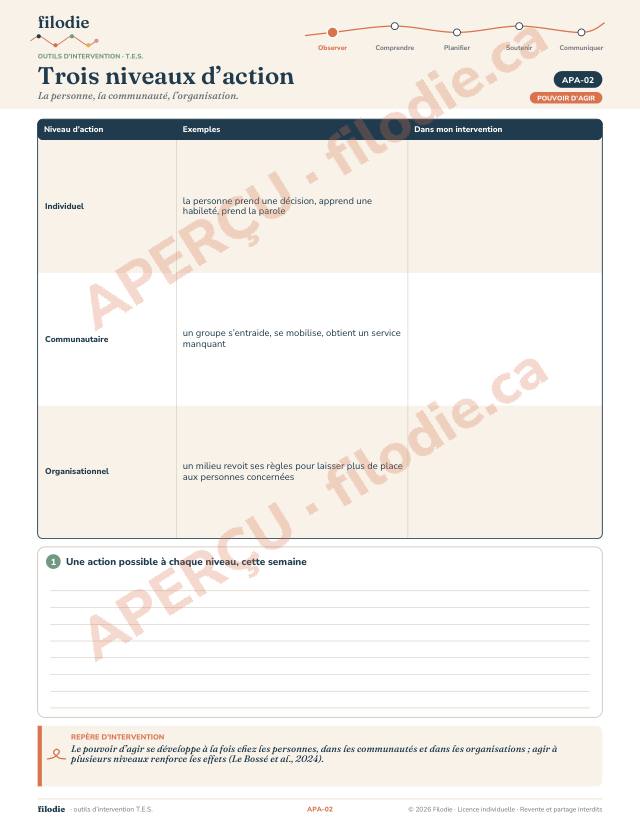 filodie
OUTILS D'INTERVENTION · T.E.S.
Observer Comprendre Planifier Soutenir Communiquer
Trois niveaux d'action
La personne, la communauté, l'organisation.
APA-02
POUVOIR D'AGIR
Niveau d'action Exemples Dans mon intervention
Individuel
la personne prend une décision, apprend une
habileté, prend la parole
Communautaire
un groupe s'entraide, se mobilise, obtient un service
manquant
Organisationnel
un milieu revoit ses règles pour laisser plus de place
aux personnes concernées
APERÇU · filodie.ca
APERÇU · filodie.ca
1 Une action possible à chaque niveau, cette semaine
REPÈRE D'INTERVENTION
Le pouvoir d'agir se développe à la fois chez les personnes, dans les communautés et dans les organisations ; agir à
plusieurs niveaux renforce les effets (Le Bossé et al., 2024).
filodie · outils d'intervention T.E.S. APA-02 © 2026 Filodie · Licence individuelle · Revente et partage interdits